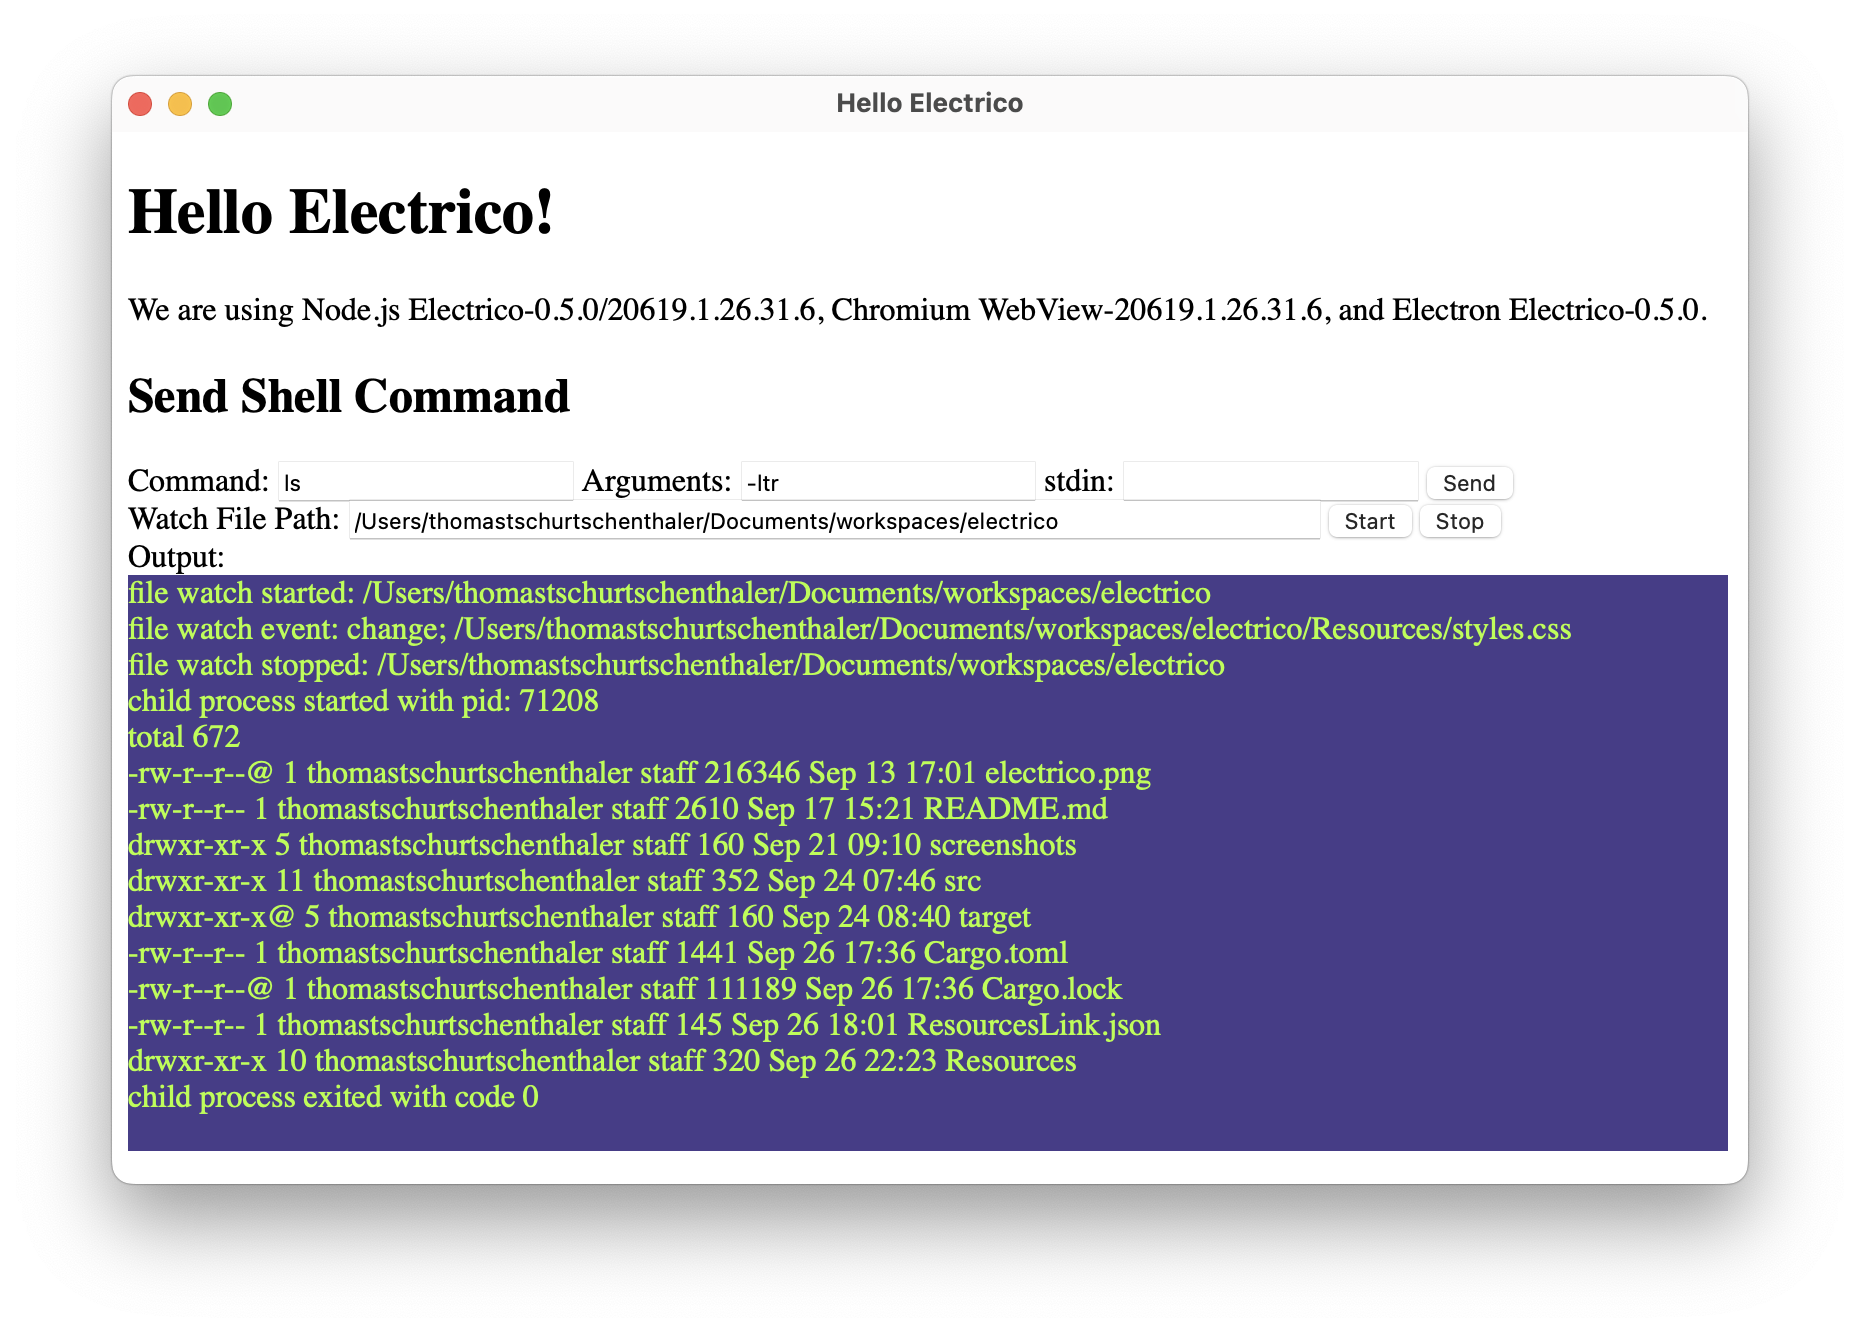 Hello Electrico
Hello Electrico!
We are using Node.js Electrico-0.5.0/20619.1.26.31.6, Chromium WebView-20619.1.26.31.6, and Electron Electrico-0.5.0.
Send Shell Command
Command: ls Arguments: -ltr stdin: Send
Watch File Path: /Users/thomastschurtschenthaler/Documents/workspaces/electrico Start Stop
Output:
file watch started: /Users/thomastschurtschenthaler/Documents/workspaces/electrico
file watch event: change; /Users/thomastschurtschenthaler/Documents/workspaces/electrico/Resources/styles.css
file watch stopped: /Users/thomastschurtschenthaler/Documents/workspaces/electrico
child process started with pid: 71208
total 672
-rw-r--r--@ 1 thomastschurtschenthaler staff 216346 Sep 13 17:01 electrico.png
-rw-r--r-- 1 thomastschurtschenthaler staff 2610 Sep 17 15:21 README.md
drwxr-xr-x 5 thomastschurtschenthaler staff 160 Sep 21 09:10 screenshots
drwxr-xr-x 11 thomastschurtschenthaler staff 352 Sep 24 07:46 src
drwxr-xr-x@ 5 thomastschurtschenthaler staff 160 Sep 24 08:40 target
-rw-r--r-- 1 thomastschurtschenthaler staff 1441 Sep 26 17:36 Cargo.toml
-rw-r--r--@ 1 thomastschurtschenthaler staff 111189 Sep 26 17:36 Cargo.lock
-rw-r--r-- 1 thomastschurtschenthaler staff 145 Sep 26 18:01 ResourcesLink.json
drwxr-xr-x 10 thomastschurtschenthaler staff 320 Sep 26 22:23 Resources
child process exited with code 0